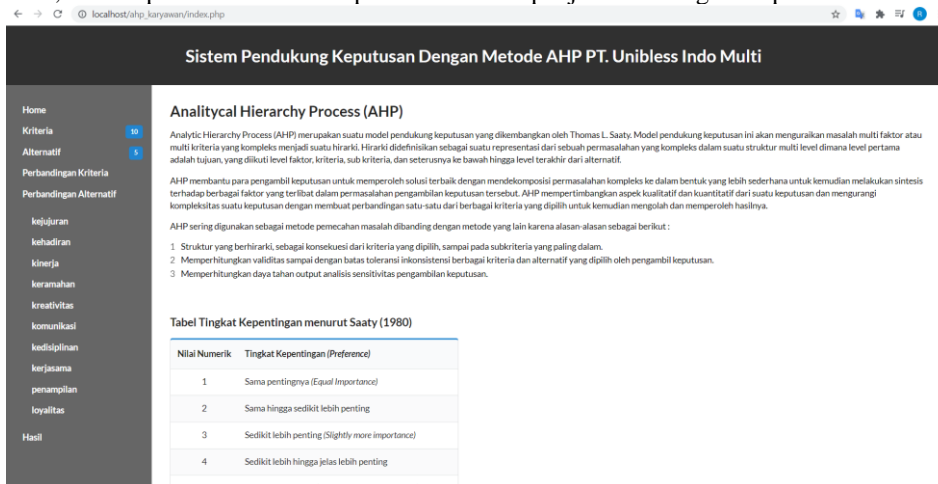 localhost/ahp_karyawan/index.php
R
Sistem Pendukung Keputusan Dengan Metode AHP PT. Unibless Indo Multi
Home
Kriteria 10
Alternatif 5
Perbandingan Kriteria
Perbandingan Alternatif
kejujuran
kehadiran
kinerja
keramahan
kreativitas
komunikasi
kedisiplinan
kerjasama
penampilan
loyalitas
Hasil
Analitycal Hierarchy Process (AHP)
Analytic Hierarchy Process (AHP) merupakan suatu model pendukung keputusan yang dikembangkan oleh Thomas L. Saaty. Model pendukung keputusan ini akan menguraikan masalah multi faktor atau
multi kriteria yang kompleks menjadi suatu hirarki. Hirarki didefinisikan sebagai suatu representasi dari sebuah permasalahan yang kompleks dalam suatu struktur multi level dimana level pertama
adalah tujuan, yang diikuti level faktor, kriteria, sub kriteria, dan seterusnya ke bawah hingga level terakhir dari alternatif.
AHP membantu para pengambil keputusan untuk memperoleh solusi terbaik dengan mendekomposisi permasalahan kompleks ke dalam bentuk yang lebih sederhana untuk kemudian melakukan sintesis
terhadap berbagai faktor yang terlibat dalam permasalahan pengambilan keputusan tersebut. AHP mempertimbangkan aspek kualitatif dan kuantitatif dari suatu keputusan dan mengurangi
kompleksitas suatu keputusan dengan membuat perbandingan satu-satu dari berbagai kriteria yang dipilih untuk kemudian mengolah dan memperoleh hasilnya.
AHP sering digunakan sebagai metode pemecahan masalah dibanding dengan metode yang lain karena alasan-alasan sebagai berikut :
1 Struktur yang berhirarki, sebagai konsekuesi dari kriteria yang dipilih, sampai pada subkriteria yang paling dalam.
2 Memperhitungkan validitas sampai dengan batas toleransi inkonsistensi berbagai kriteria dan alternatif yang dipilih oleh pengambil keputusan.
3 Memperhitungkan daya tahan output analisis sensitivitas pengambilan keputusan.
Tabel Tingkat Kepentingan menurut Saaty (1980)
Nilai Numerik Tingkat Kepentingan (Preference)
1 Sama pentingnya (Equal Importance)
2 Sama hingga sedikit lebih penting
3 Sedikit lebih penting (Slightly more importance)
4 Sedikit lebih hingga jelas lebih penting